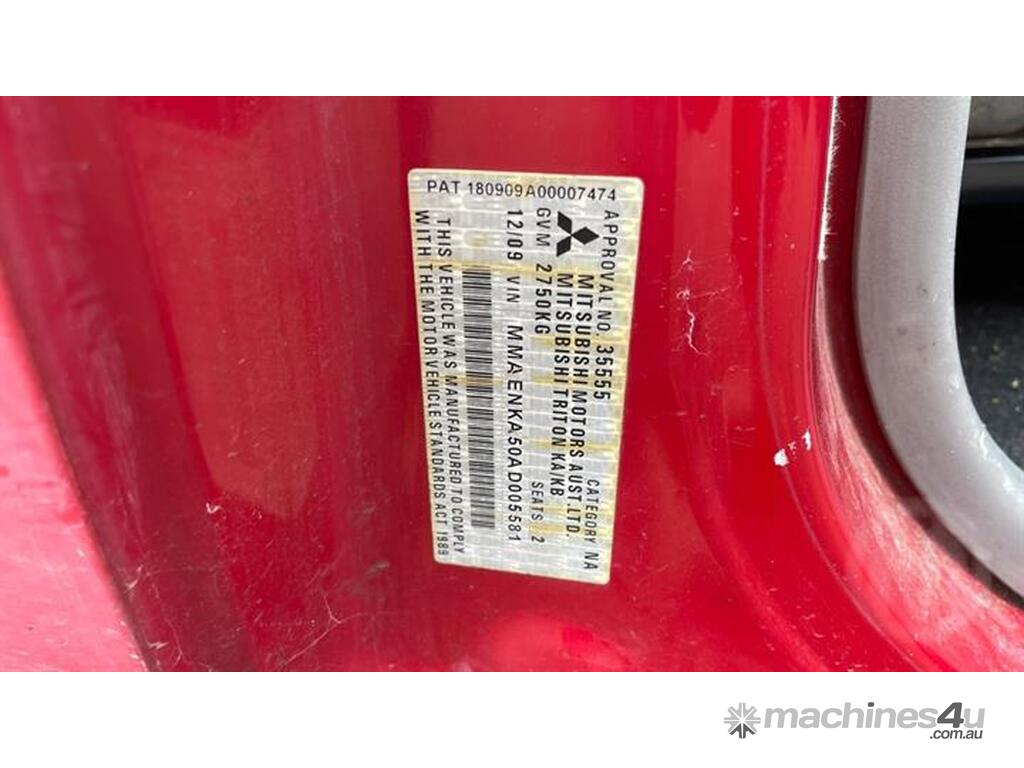 PAT 180909A00007474
APPROVAL NO. 35555 CATEGORY NA
MITSUBISHI MOTORS AUST. LTD.
MITSUBISHI TRITON KA/KB
GVM 2750KG SEATS 2
12/09 VIN MMAENKA50AD005581
THIS VEHICLE WAS MANUFACTURED TO COMPLY
WITH THE MOTOR VEHICLE STANDARDS ACT 1989
machines4u
.com.au